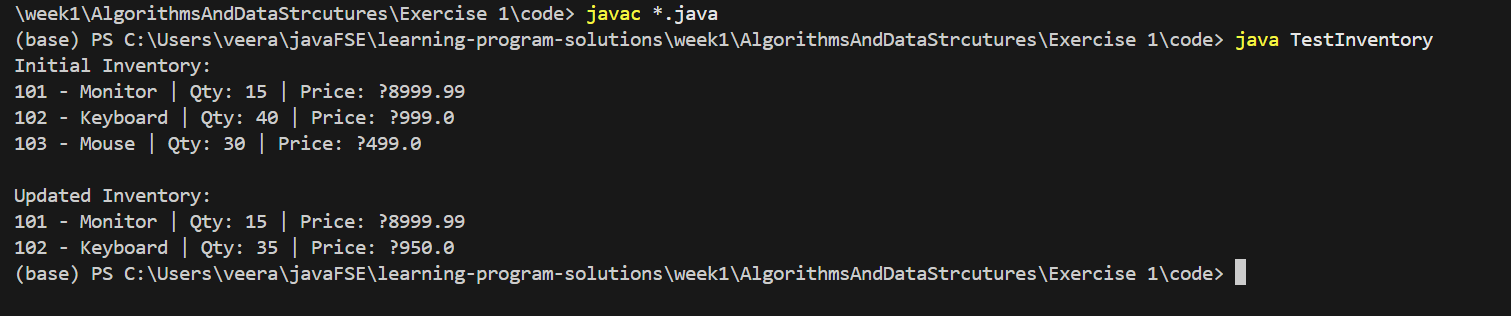 \week1\AlgorithmsAndDataStrcutures\Exercise 1\code> javac *.java
(base) PS C:\Users\veera\javaFSE\learning-program-solutions\week1\AlgorithmsAndDataStrcutures\Exercise 1\code> java TestInventory
Initial Inventory:
101 - Monitor | Qty: 15 | Price: ?8999.99
102 - Keyboard | Qty: 40 | Price: ?999.0
103 - Mouse | Qty: 30 | Price: ?499.0
Updated Inventory:
101 - Monitor | Qty: 15 | Price: ?8999.99
102 - Keyboard | Qty: 35 | Price: ?950.0
(base) PS C:\Users\veera\javaFSE\learning-program-solutions\week1\AlgorithmsAndDataStrcutures\Exercise 1\code>